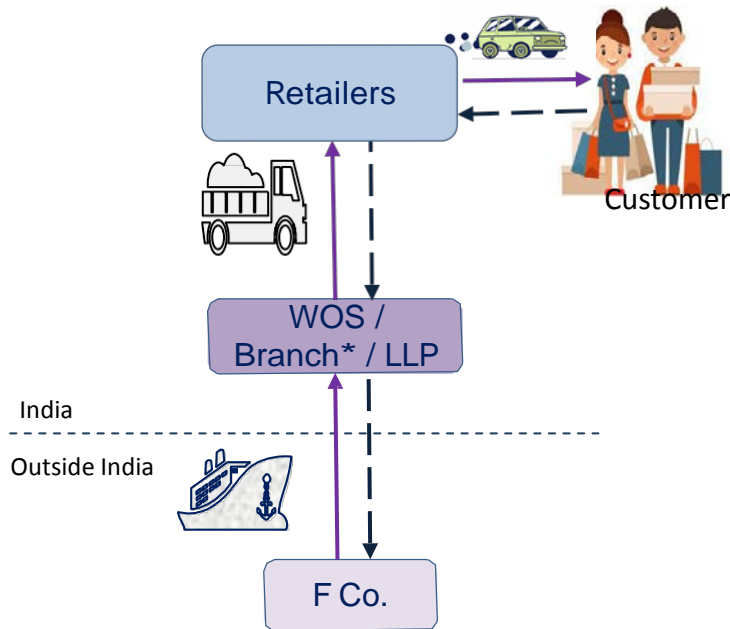 Retailers
Customer
WOS /
Branch* / LLP
India
Outside India
F Co.